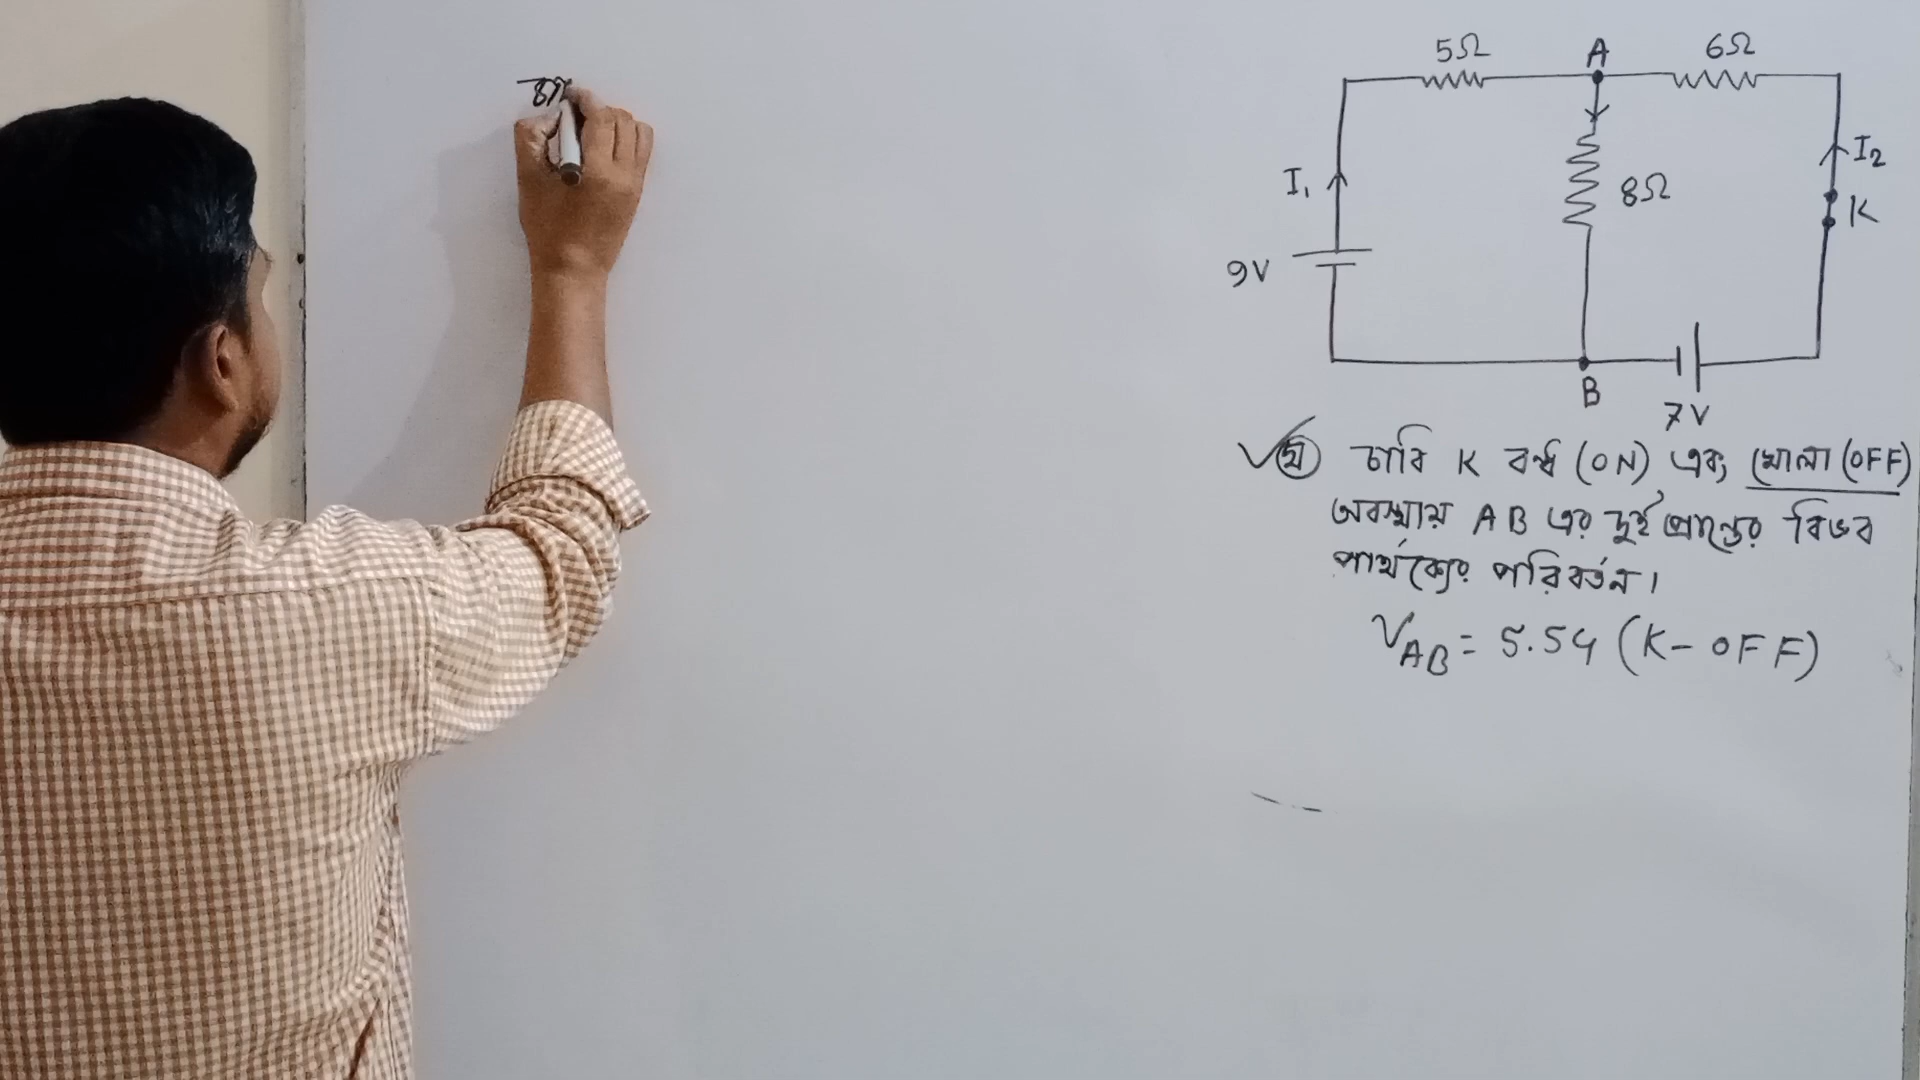 5Ω A 6Ω
I₁ 8Ω I₂
K
9V
B
7V
ঘ চাবি K বন্ধ (ON) এবং খোলা (OFF)
অবস্থায় AB এর দুই প্রান্তের বিভব
পার্থক্যের পরিবর্তন।
V_AB = 5.54 (K- OFF)